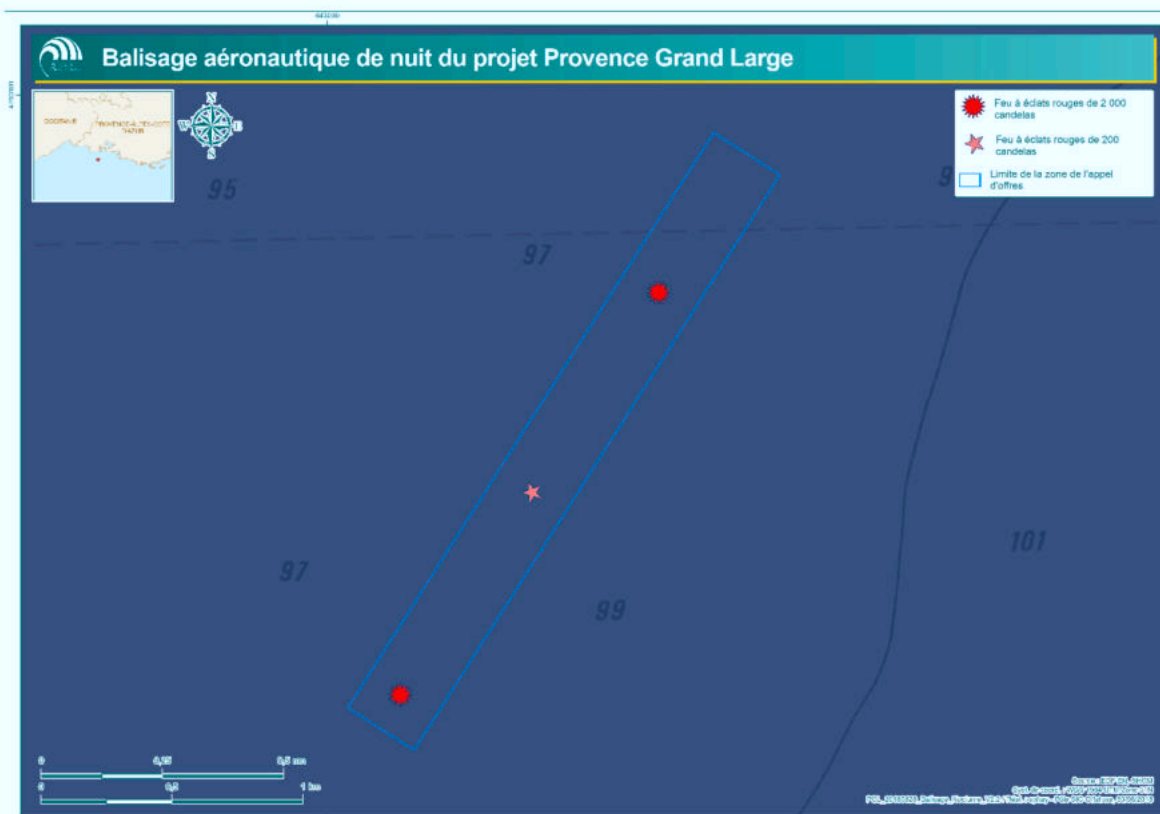 Balisage aéronautique de nuit du projet Provence Grand Large
N
W E
S
Feu à éclats rouges de 2 000
candelas
Feu à éclats rouges de 200
candelas
Limite de la zone de l'appel
d'offres
95
97
97
99
101
0 0,25 0,5 nm
0 0,5 1 km